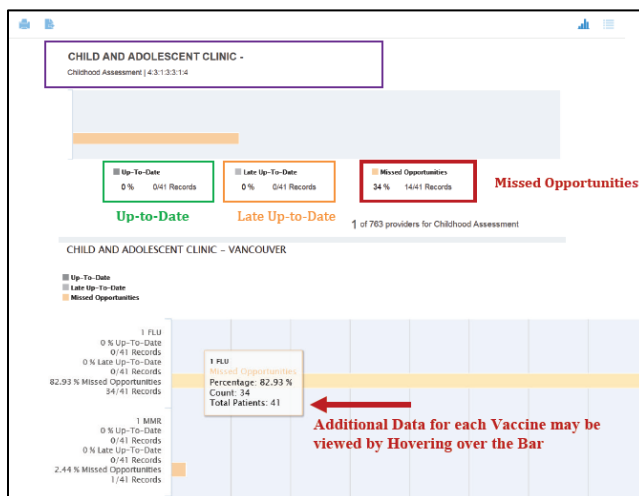 CHILD AND ADOLESCENT CLINIC -
Childhood Assessment | 4:3:1:3:3:1:4
Up-To-Date
0 % 0/41 Records
Late Up-To-Date
0 % 0/41 Records
Missed Opportunities
34 % 14/41 Records
Missed Opportunities
Up-to-Date
Late Up-to-Date
1 of 763 providers for Childhood Assessment
CHILD AND ADOLESCENT CLINIC – VANCOUVER
Up-To-Date
Late Up-To-Date
Missed Opportunities
1 FLU
0 % Up-To-Date
0/41 Records
0 % Late Up-To-Date
0/41 Records
82.93 % Missed Opportunities
34/41 Records
1 FLU
Missed Opportunities
Percentage: 82.93 %
Count: 34
Total Patients: 41
Additional Data for each Vaccine may be
viewed by Hovering over the Bar
1 MMR
0 % Up-To-Date
0/41 Records
0 % Late Up-To-Date
0/41 Records
2.44 % Missed Opportunities
1/41 Records